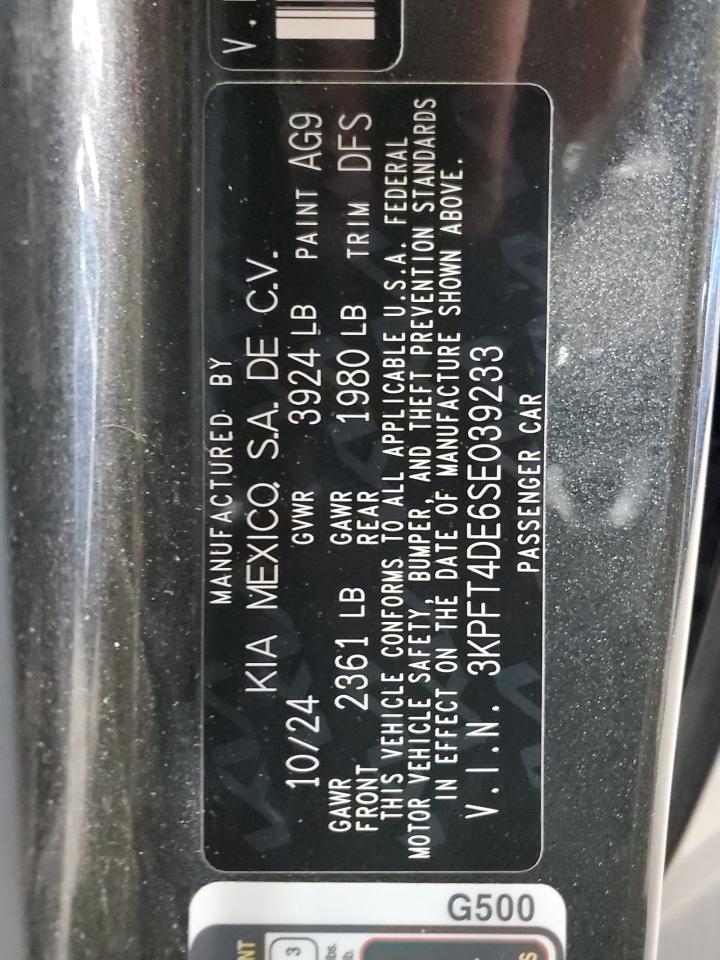 MANUFACTURED BY
KIA MEXICO, S.A. DE C.V.
10/24 GVWR 3924 LB PAINT AG9
GAWR FRONT 2361 LB GAWR REAR 1980 LB TRIM DFS
THIS VEHICLE CONFORMS TO ALL APPLICABLE U.S.A. FEDERAL
MOTOR VEHICLE SAFETY, BUMPER, AND THEFT PREVENTION STANDARDS
IN EFFECT ON THE DATE OF MANUFACTURE SHOWN ABOVE.
V.I.N. 3KPFT4DE6SE039233
PASSENGER CAR
G500
3